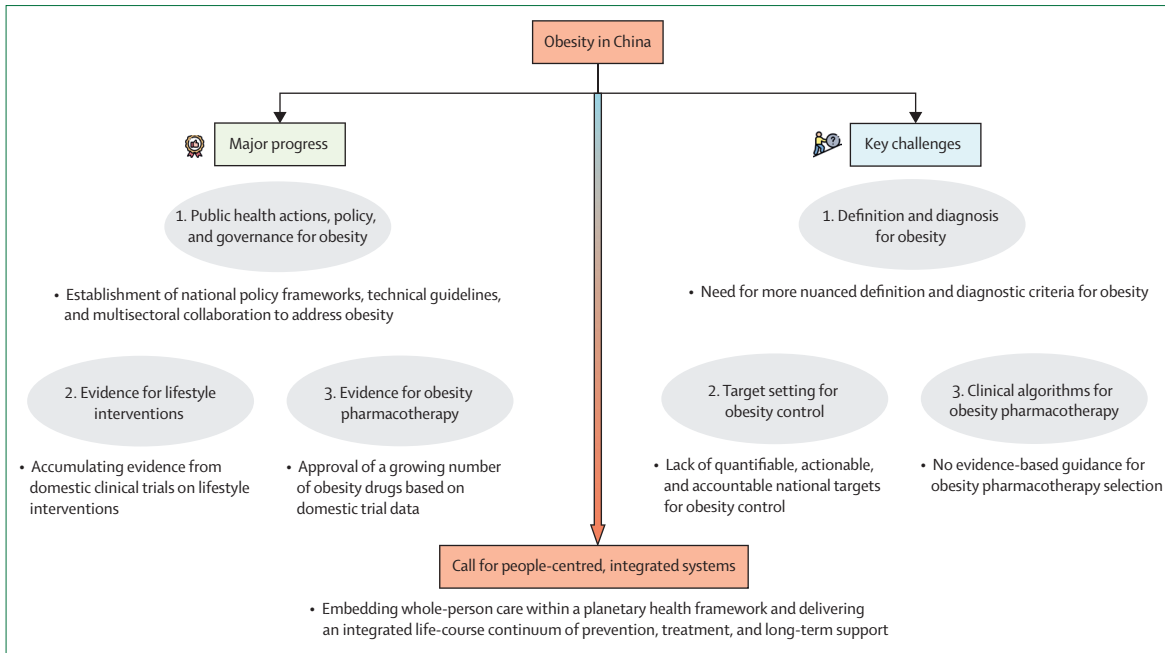 Obesity in China
Major progress
Key challenges
1. Public health actions, policy,
and governance for obesity
• Establishment of national policy frameworks, technical guidelines,
and multisectoral collaboration to address obesity
2. Evidence for lifestyle
interventions
• Accumulating evidence from
domestic clinical trials on lifestyle
interventions
3. Evidence for obesity
pharmacotherapy
• Approval of a growing number
of obesity drugs based on
domestic trial data
?
1. Definition and diagnosis
for obesity
• Need for more nuanced definition and diagnostic criteria for obesity
2. Target setting for
obesity control
• Lack of quantifiable, actionable,
and accountable national targets
for obesity control
3. Clinical algorithms for
obesity pharmacotherapy
• No evidence-based guidance for
obesity pharmacotherapy selection
Call for people-centred, integrated systems
• Embedding whole-person care within a planetary health framework and delivering
an integrated life-course continuum of prevention, treatment, and long-term support